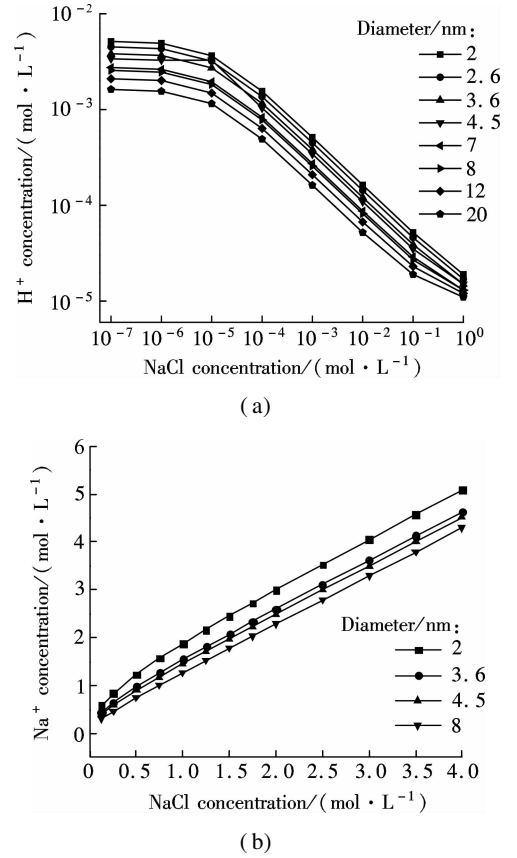 10⁻²
10⁻³
10⁻⁴
10⁻⁵
H⁺ concentration/(mol · L⁻¹)
Diameter/nm:
2
2. 6
3. 6
4. 5
7
8
12
20
10⁻⁷ 10⁻⁶ 10⁻⁵ 10⁻⁴ 10⁻³ 10⁻² 10⁻¹ 10⁰
NaCl concentration/(mol · L⁻¹)
(a)
6
5
4
3
2
1
0
Na⁺ concentration/(mol · L⁻¹)
Diameter/nm:
2
3. 6
4. 5
8
0 0.5 1.0 1.5 2.0 2.5 3.0 3.5 4.0
NaCl concentration/(mol · L⁻¹)
(b)